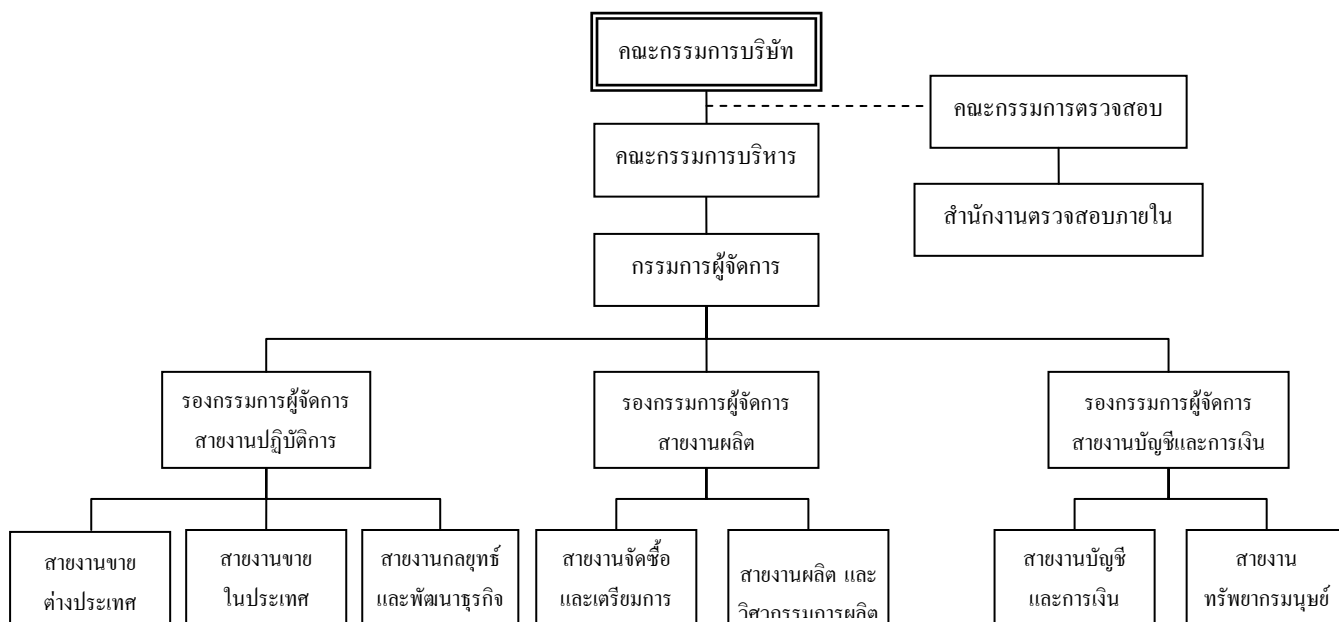 คณะกรรมการบริษัท
คณะกรรมการตรวจสอบ
คณะกรรมการบริหาร
สำนักงานตรวจสอบภายใน
กรรมการผู้จัดการ
รองกรรมการผู้จัดการ
สายงานปฏิบัติการ
รองกรรมการผู้จัดการ
สายงานผลิต
รองกรรมการผู้จัดการ
สายงานบัญชีและการเงิน
สายงานขาย
ต่างประเทศ
สายงานขาย
ในประเทศ
สายงานกลยุทธ์
และพัฒนาธุรกิจ
สายงานจัดซื้อ
และเตรียมการ
สายงานผลิต และ
วิศวกรรมการผลิต
สายงานบัญชี
และการเงิน
สายงาน
ทรัพยากรมนุษย์